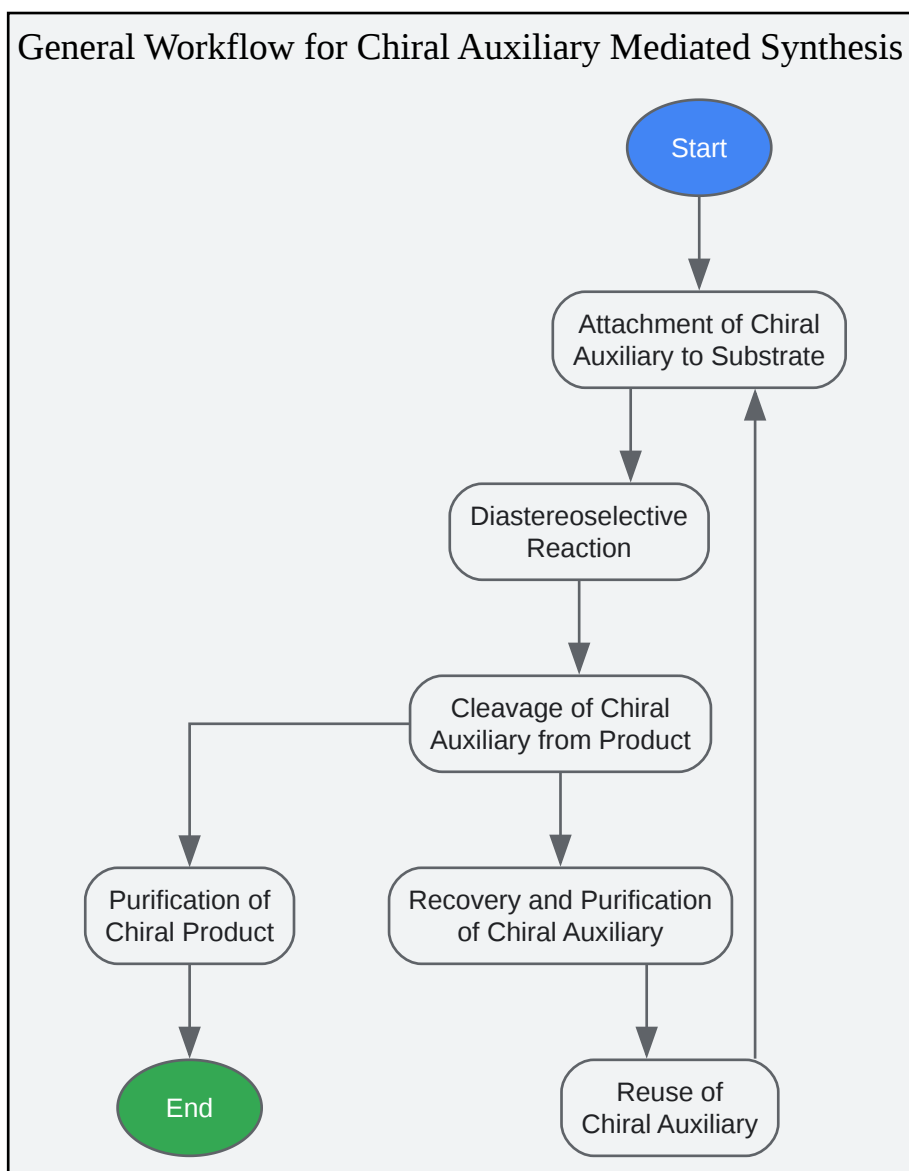 General Workflow for Chiral Auxiliary Mediated Synthesis
Start
Attachment of Chiral
Auxiliary to Substrate
Diastereoselective
Reaction
Cleavage of Chiral
Auxiliary from Product
Purification of
Chiral Product
Recovery and Purification
of Chiral Auxiliary
End
Reuse of
Chiral Auxiliary